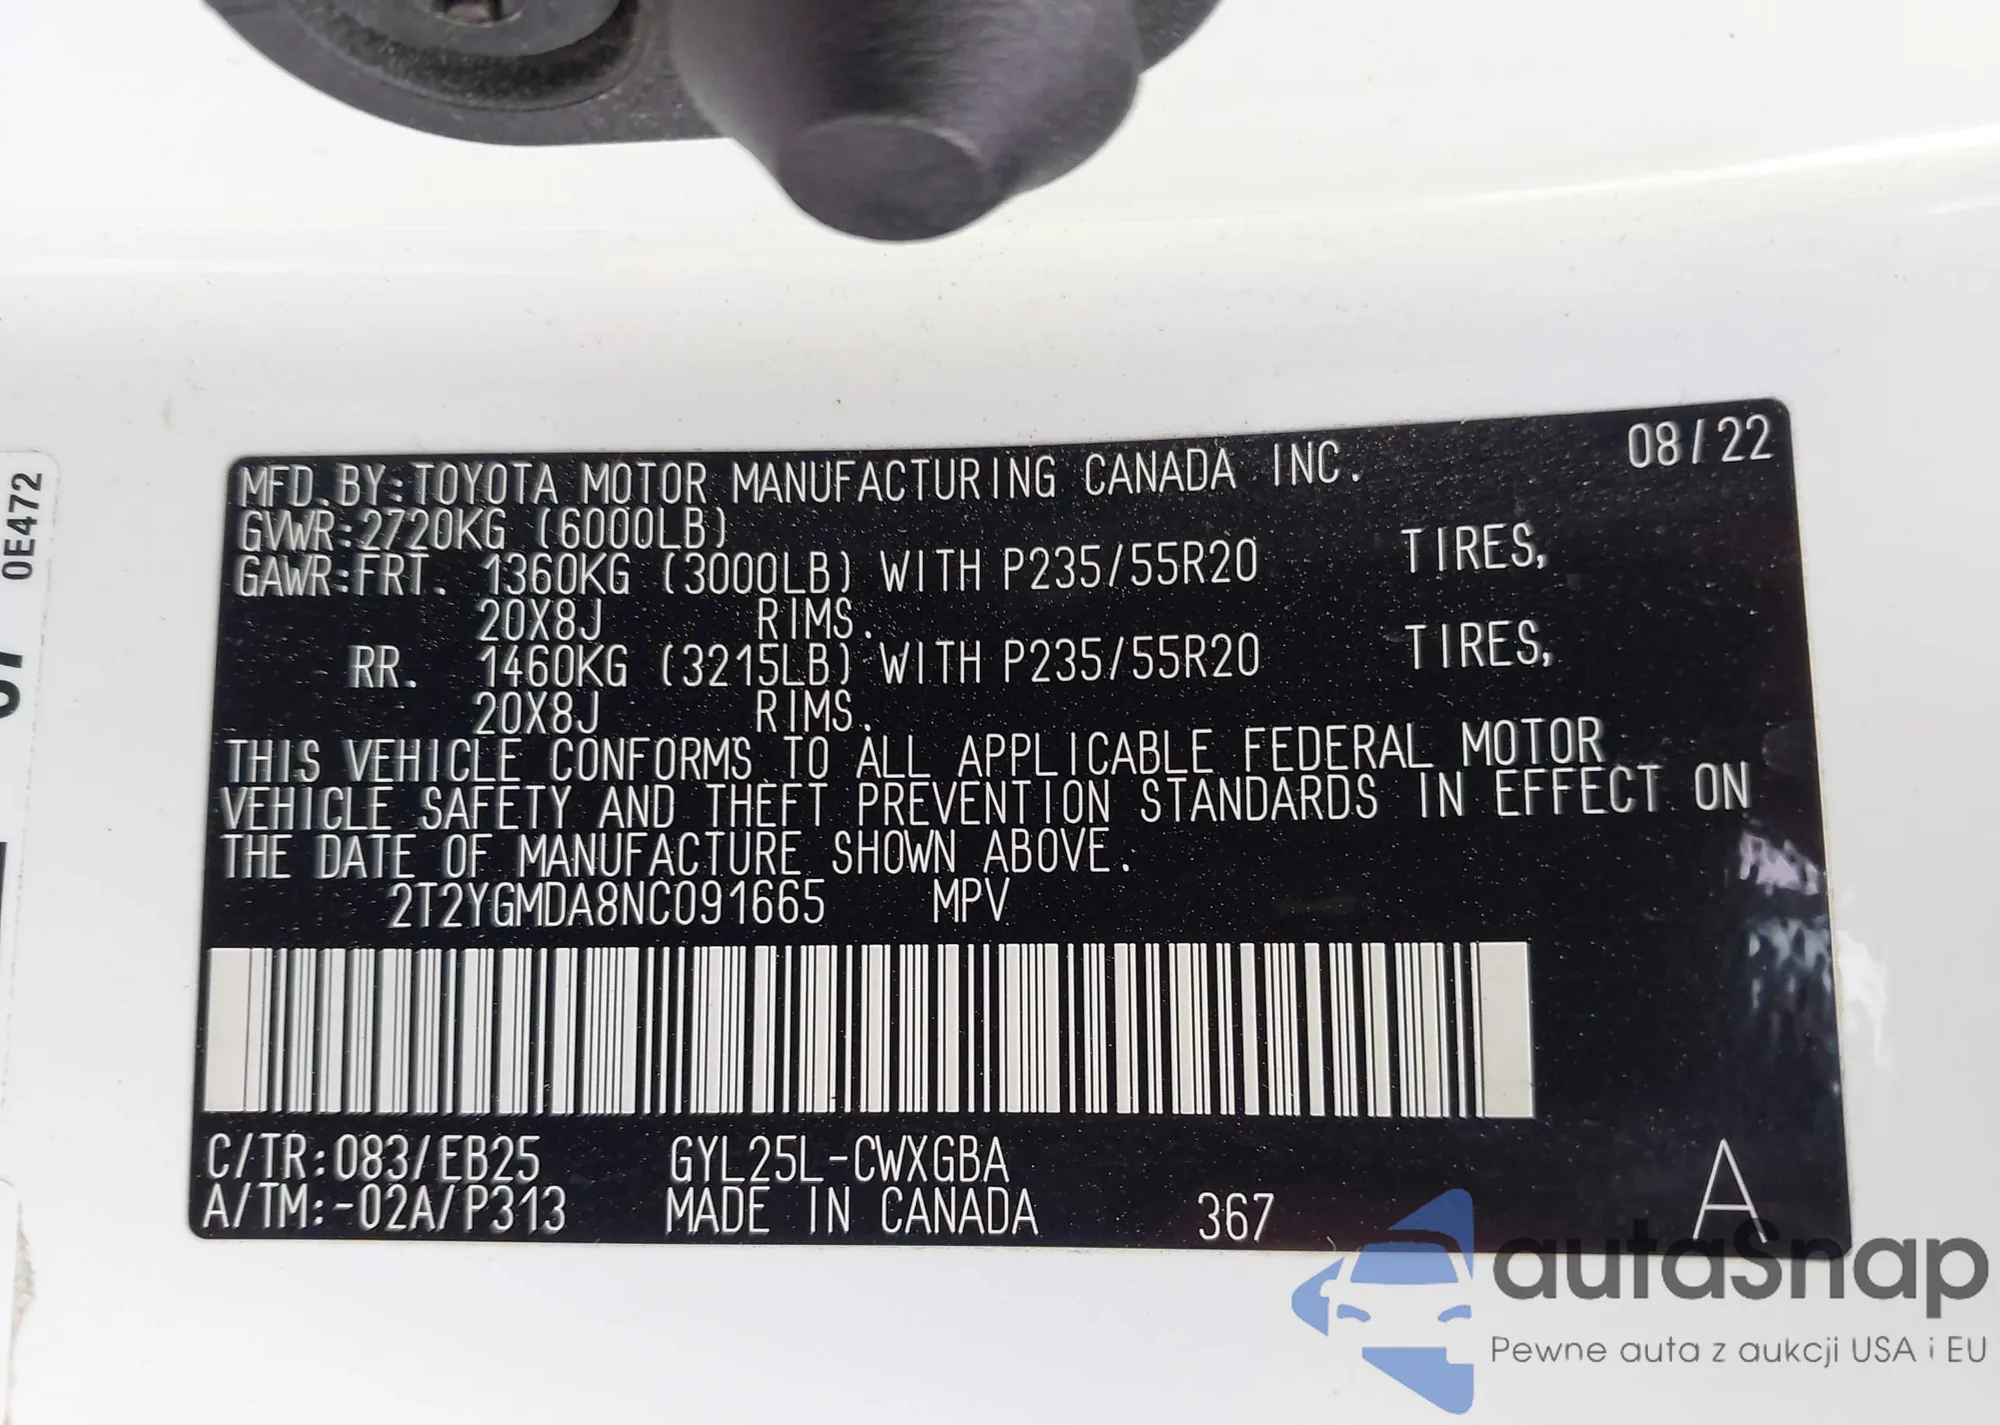 MFD. BY: TOYOTA MOTOR MANUFACTURING CANADA INC. 08/22
GVWR: 2720KG (6000LB)
GAWR: FRT. 1360KG (3000LB) WITH P235/55R20 TIRES,
20X8J RIMS.
RR. 1460KG (3215LB) WITH P235/55R20 TIRES,
20X8J RIMS.
THIS VEHICLE CONFORMS TO ALL APPLICABLE FEDERAL MOTOR
VEHICLE SAFETY AND THEFT PREVENTION STANDARDS IN EFFECT ON
THE DATE OF MANUFACTURE SHOWN ABOVE.
2T2YGMDA8NC091665 MPV
C/TR: 083/EB25 GYL25L-CWXGBA
A/TM: -02A/P313 MADE IN CANADA 367 A
0E472
autaSnap
Pewne auta z aukcji USA i EU